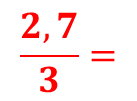 2,7
3 =